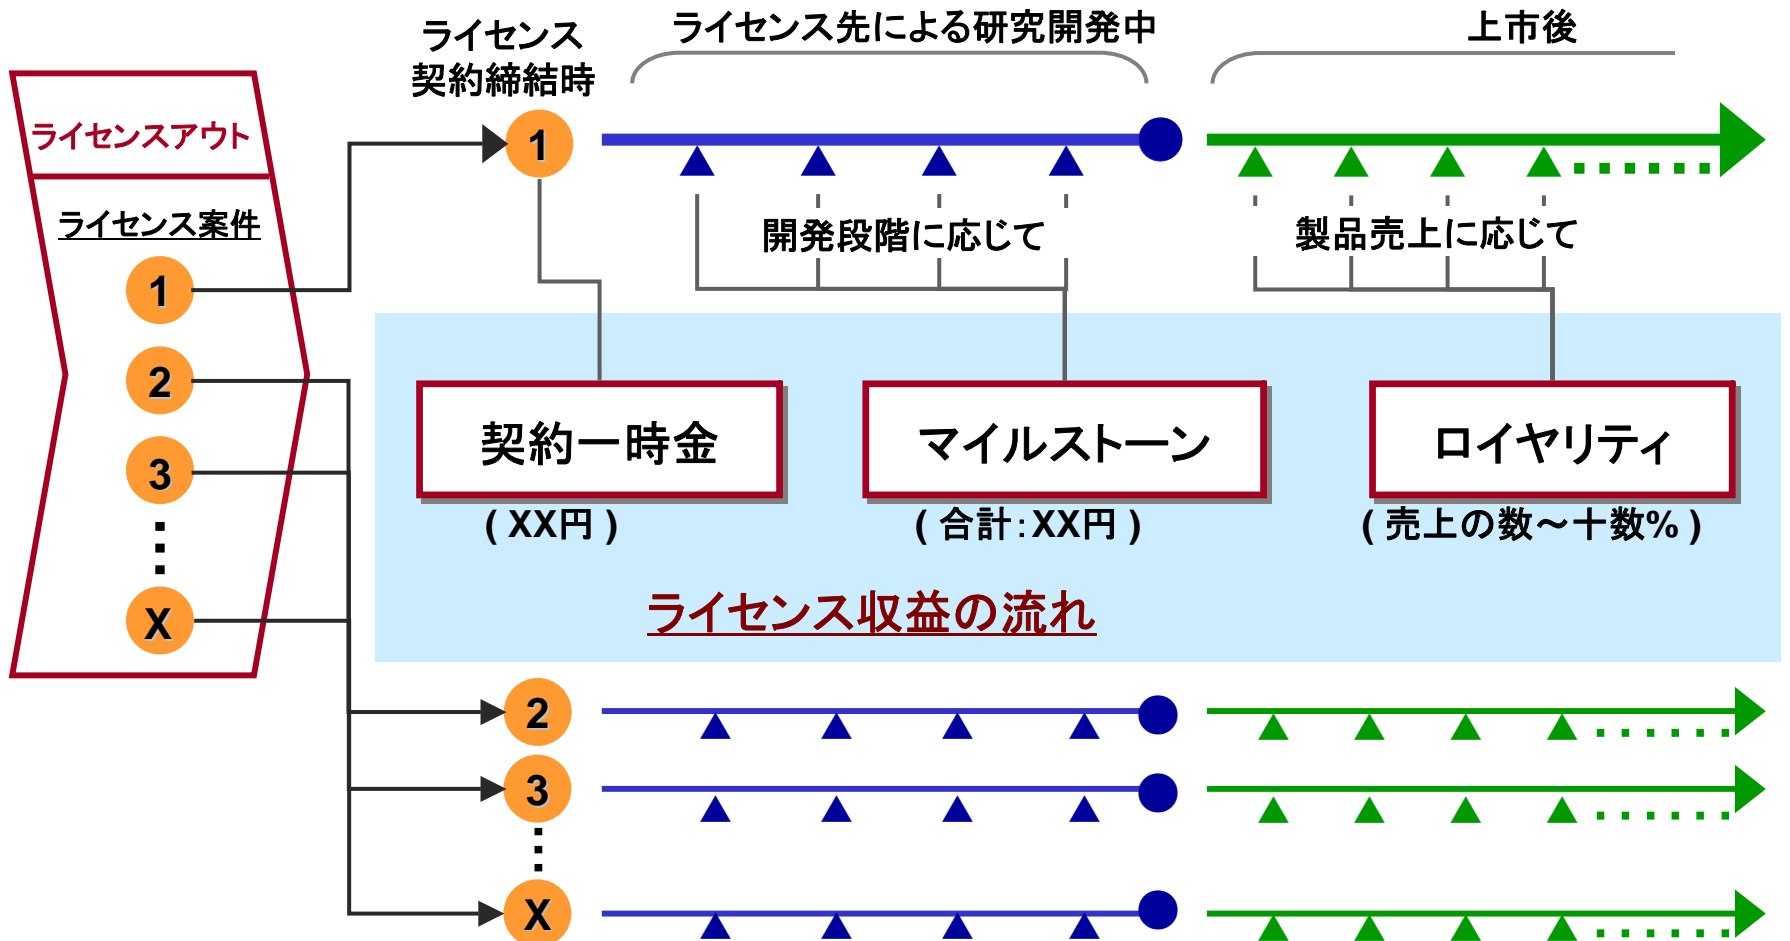 ライセンス
契約締結時
ライセンス先による研究開発中
上市後
ライセンスアウト
ライセンス案件
1
2
3
X
1
開発段階に応じて
製品売上に応じて
契約一時金
(XX円)
マイルストーン
(合計:XX円)
ロイヤリティ
(売上の数～十数%)
ライセンス収益の流れ
2
3
X